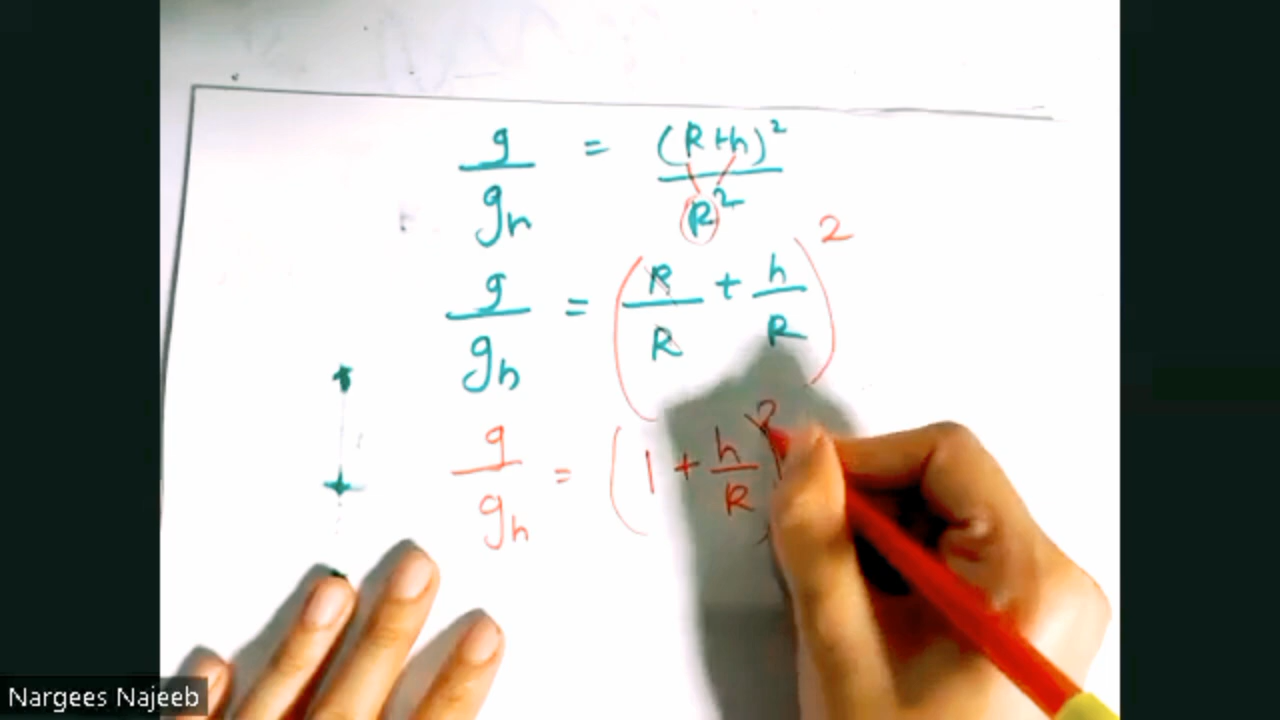 g/gh = (R+h)²/R²
g/gh = (R/R + h/R)²
g/gh = (1 + h/R)²
Nargees Najeeb